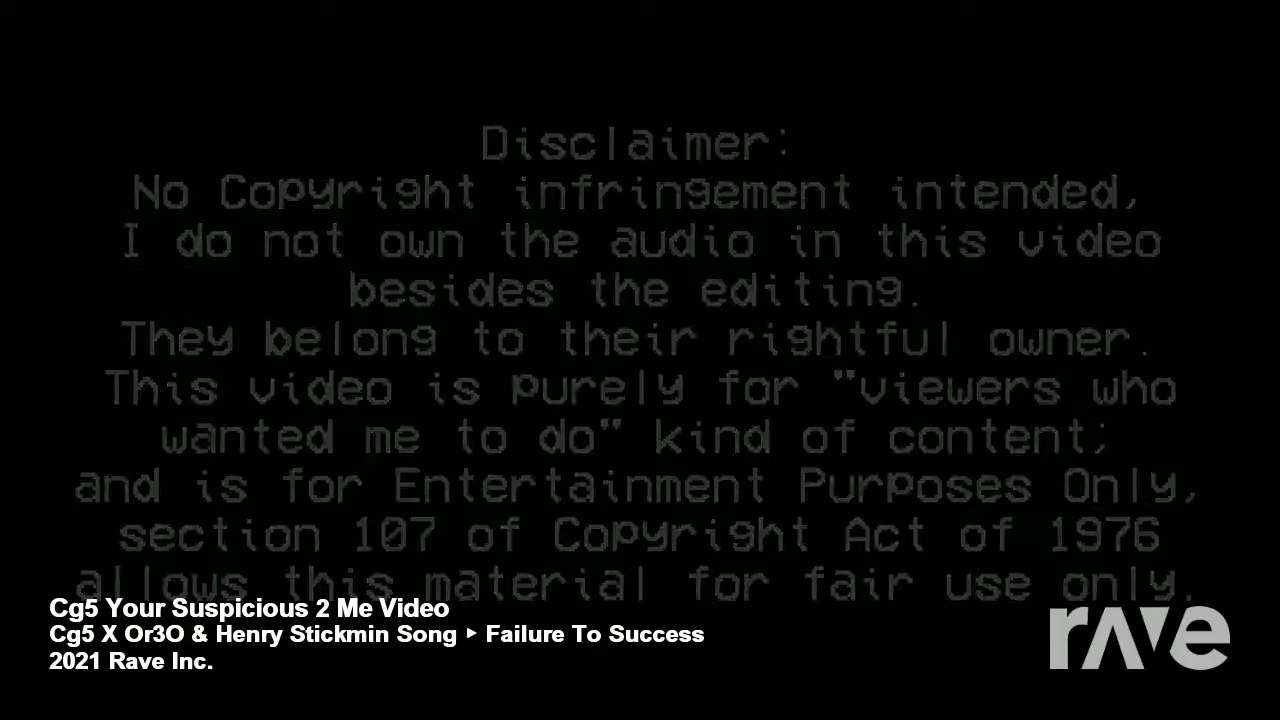 Disclaimer:
No Copyright infringement intended,
I do not own the audio in this video
besides the editing.
They belong to their rightful owner.
This video is purely for "viewers who
wanted me to do" kind of content;
and is for Entertainment Purposes Only,
section 107 of Copyright Act of 1976
allows this material for fair use only.
Cg5 Your Suspicious 2 Me Video
Cg5 X Or3O & Henry Stickmin Song ‣ Failure To Success
2021 Rave Inc.
rave